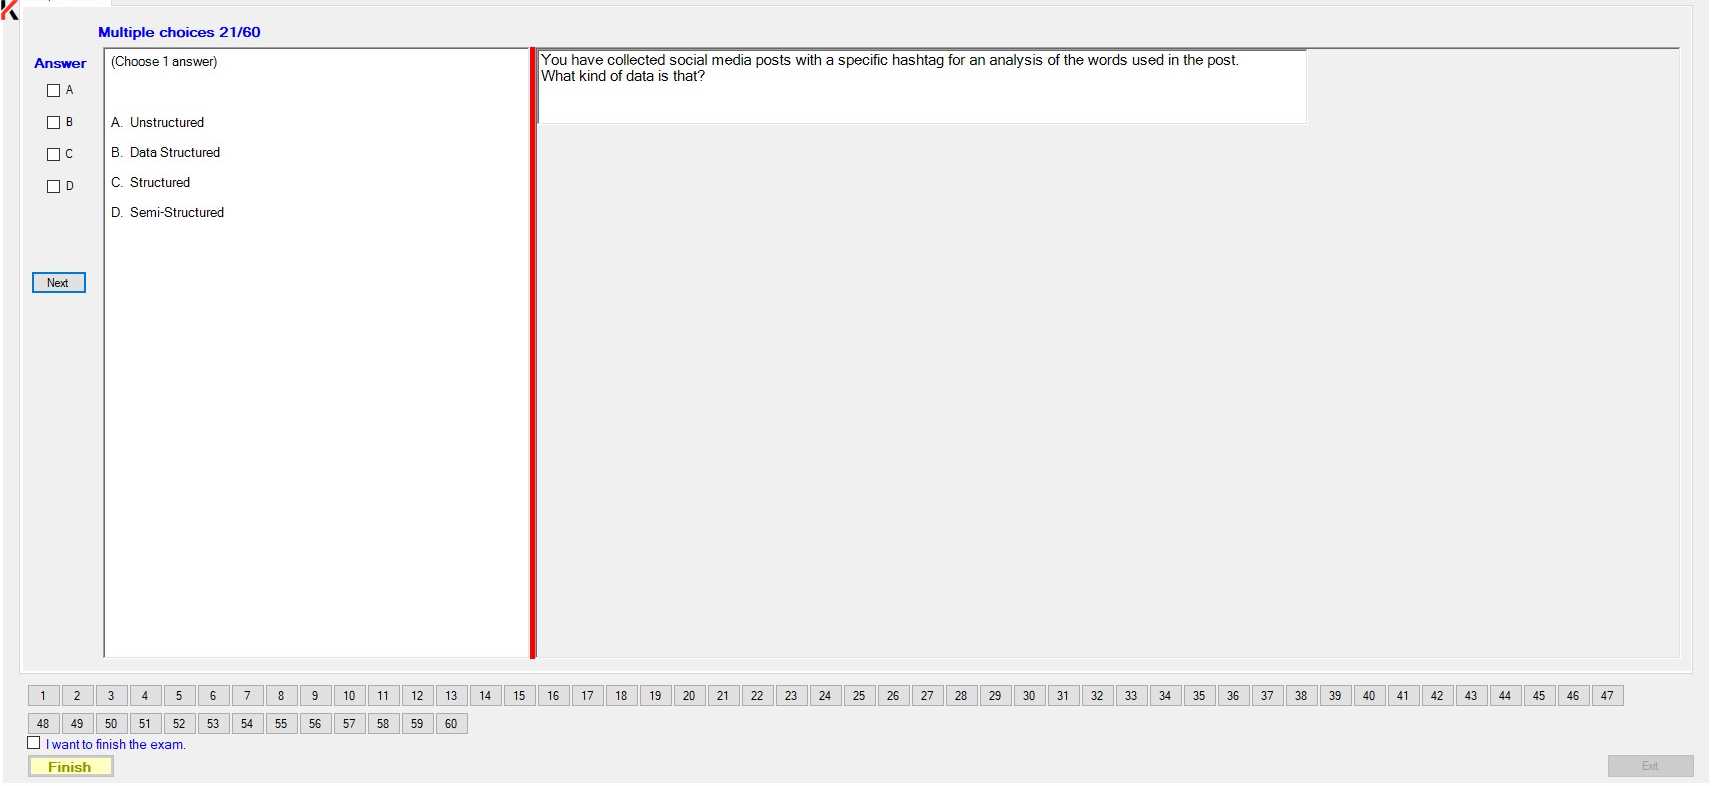 Multiple choices 21/60
Answer
A
B
C
D
Next
(Choose 1 answer)
A. Unstructured
B. Data Structured
C. Structured
D. Semi-Structured
You have collected social media posts with a specific hashtag for an analysis of the words used in the post.
What kind of data is that?
1 2 3 4 5 6 7 8 9 10 11 12 13 14 15 16 17 18 19 20 21 22 23 24 25 26 27 28 29 30 31 32 33 34 35 36 37 38 39 40 41 42 43 44 45 46 47
48 49 50 51 52 53 54 55 56 57 58 59 60
I want to finish the exam.
Finish
Exit